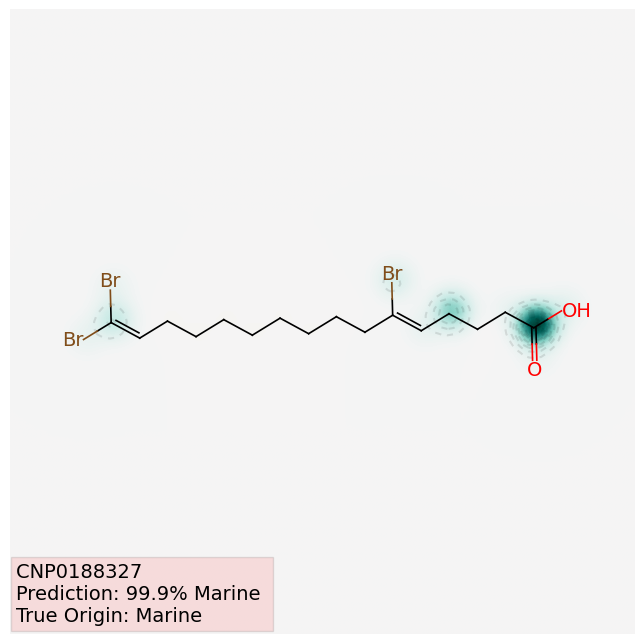 Br
Br
Br
OH
O
CNP0188327
Prediction: 99.9% Marine
True Origin: Marine